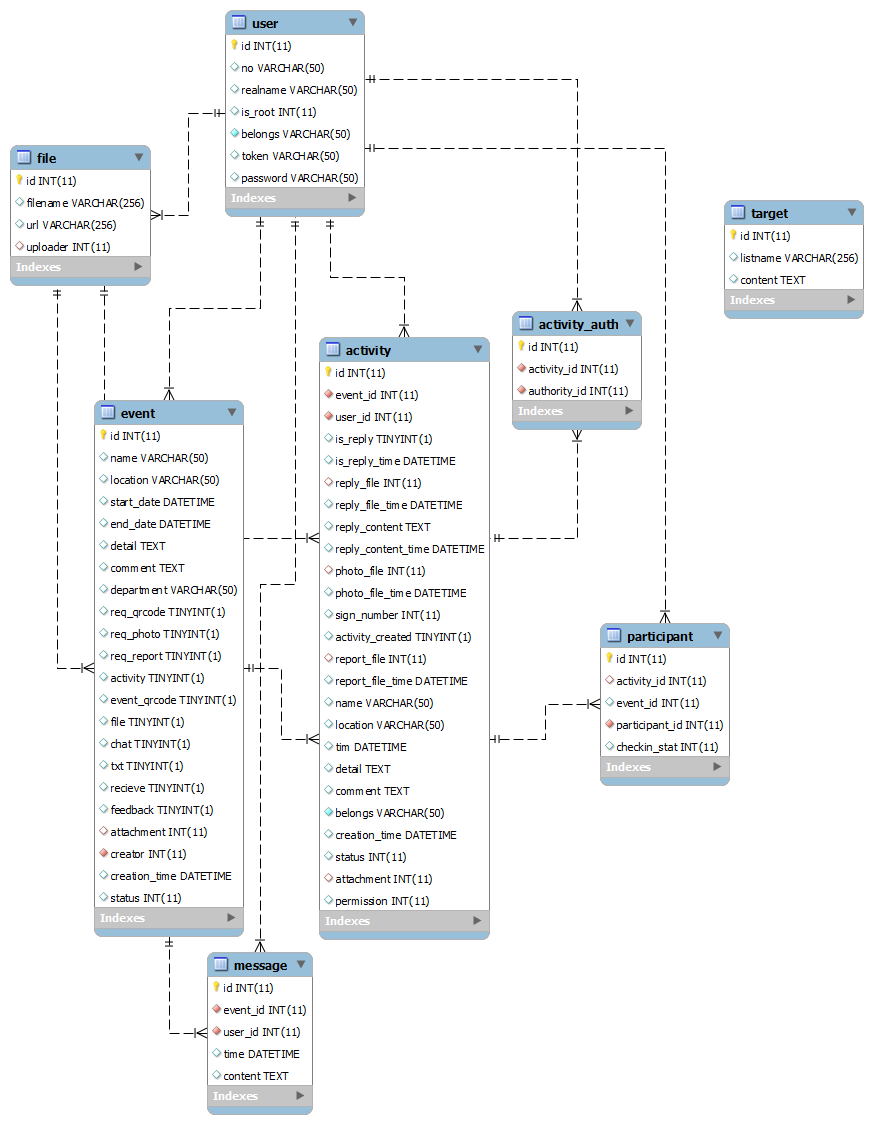 user
id INT(11)
no VARCHAR(50)
realname VARCHAR(50)
is_root INT(11)
belongs VARCHAR(50)
token VARCHAR(50)
password VARCHAR(50)
Indexes
file
id INT(11)
filename VARCHAR(256)
url VARCHAR(256)
uploader INT(11)
Indexes
target
id INT(11)
listname VARCHAR(256)
content TEXT
Indexes
activity_auth
id INT(11)
activity_id INT(11)
authority_id INT(11)
Indexes
activity
id INT(11)
event_id INT(11)
user_id INT(11)
is_reply TINYINT(1)
is_reply_time DATETIME
reply_file INT(11)
reply_file_time DATETIME
reply_content TEXT
reply_content_time DATETIME
photo_file INT(11)
photo_file_time DATETIME
sign_number INT(11)
activity_created TINYINT(1)
report_file INT(11)
report_file_time DATETIME
name VARCHAR(50)
location VARCHAR(50)
tim DATETIME
detail TEXT
comment TEXT
belongs VARCHAR(50)
creation_time DATETIME
status INT(11)
attachment INT(11)
permission INT(11)
Indexes
event
id INT(11)
name VARCHAR(50)
location VARCHAR(50)
start_date DATETIME
end_date DATETIME
detail TEXT
comment TEXT
department VARCHAR(50)
req_qrcode TINYINT(1)
req_photo TINYINT(1)
req_report TINYINT(1)
activity TINYINT(1)
event_qrcode TINYINT(1)
file TINYINT(1)
chat TINYINT(1)
txt TINYINT(1)
recieve TINYINT(1)
feedback TINYINT(1)
attachment INT(11)
creator INT(11)
creation_time DATETIME
status INT(11)
Indexes
participant
id INT(11)
activity_id INT(11)
event_id INT(11)
participant_id INT(11)
checkin_stat INT(11)
Indexes
message
id INT(11)
event_id INT(11)
user_id INT(11)
time DATETIME
content TEXT
Indexes